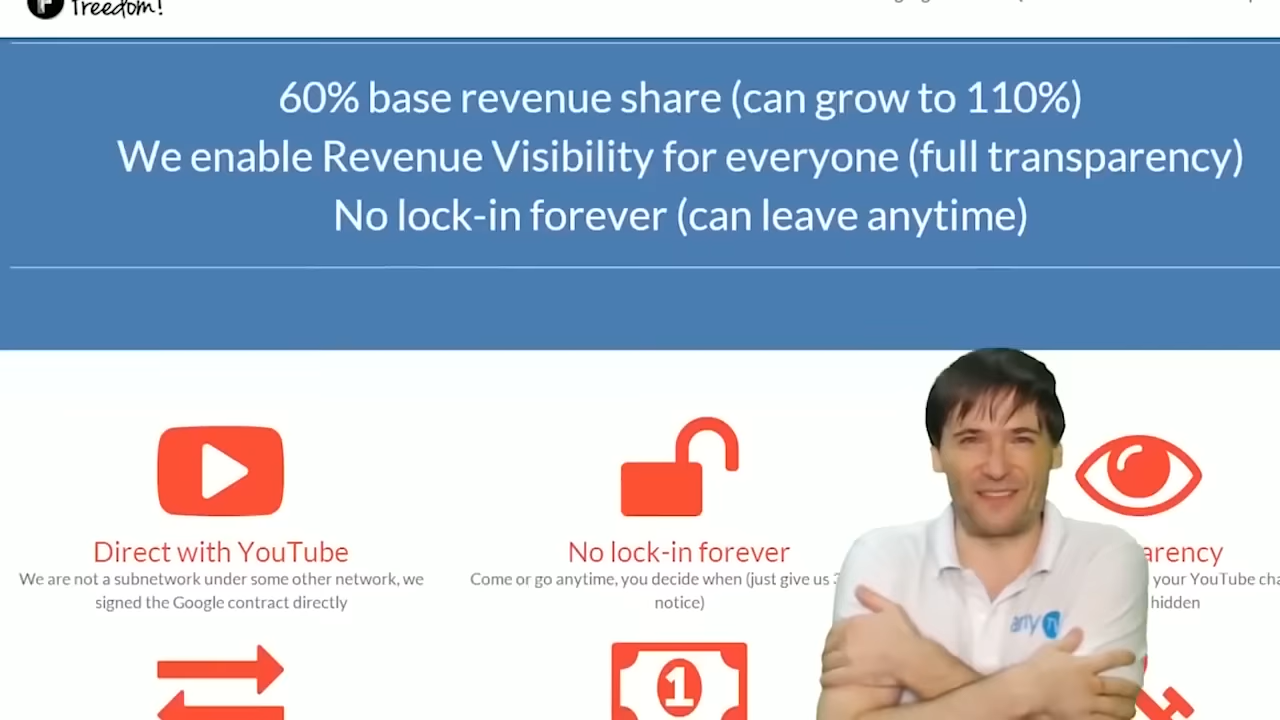 Freedom!
60% base revenue share (can grow to 110%)
We enable Revenue Visibility for everyone (full transparency)
No lock-in forever (can leave anytime)
Direct with YouTube
No lock-in forever
We are not a subnetwork under some other network, we
signed the Google contract directly
Come or go anytime, you decide when (just give us
notice)
your YouTube
hidden
any TV
1